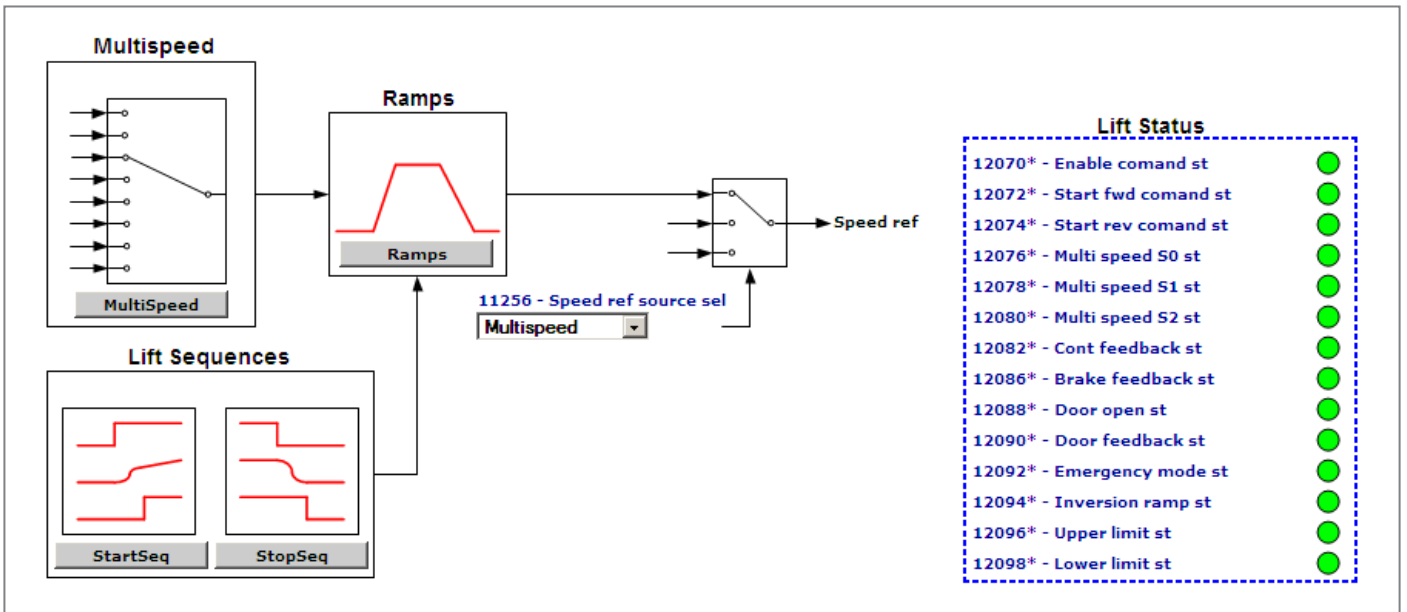 Multispeed
MultiSpeed
Ramps
Ramps
Speed ref
11256 - Speed ref source sel
Multispeed
Lift Sequences
StartSeq
StopSeq
Lift Status
12070* - Enable comand st
12072* - Start fwd comand st
12074* - Start rev comand st
12076* - Multi speed S0 st
12078* - Multi speed S1 st
12080* - Multi speed S2 st
12082* - Cont feedback st
12086* - Brake feedback st
12088* - Door open st
12090* - Door feedback st
12092* - Emergency mode st
12094* - Inversion ramp st
12096* - Upper limit st
12098* - Lower limit st